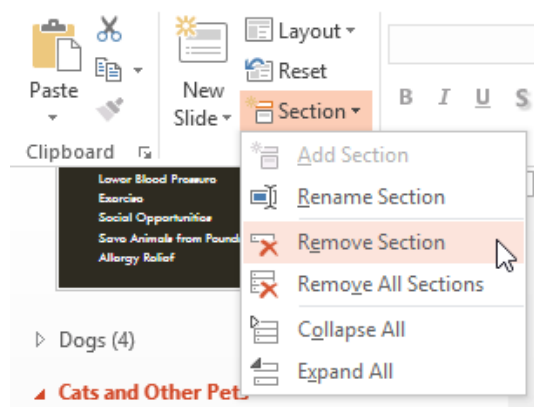 Paste
Clipboard
New
Slide
Layout
Reset
Section
B I U S
Add Section
Rename Section
Remove Section
Remove All Sections
Collapse All
Expand All
Lower Blood Pressure
Exercise
Social Opportunities
Save Animals from Pound
Allergy Relief
Dogs (4)
Cats and Other Pets